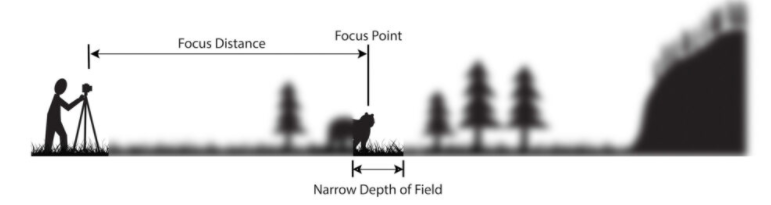 Focus Distance
Focus Point
Narrow Depth of Field